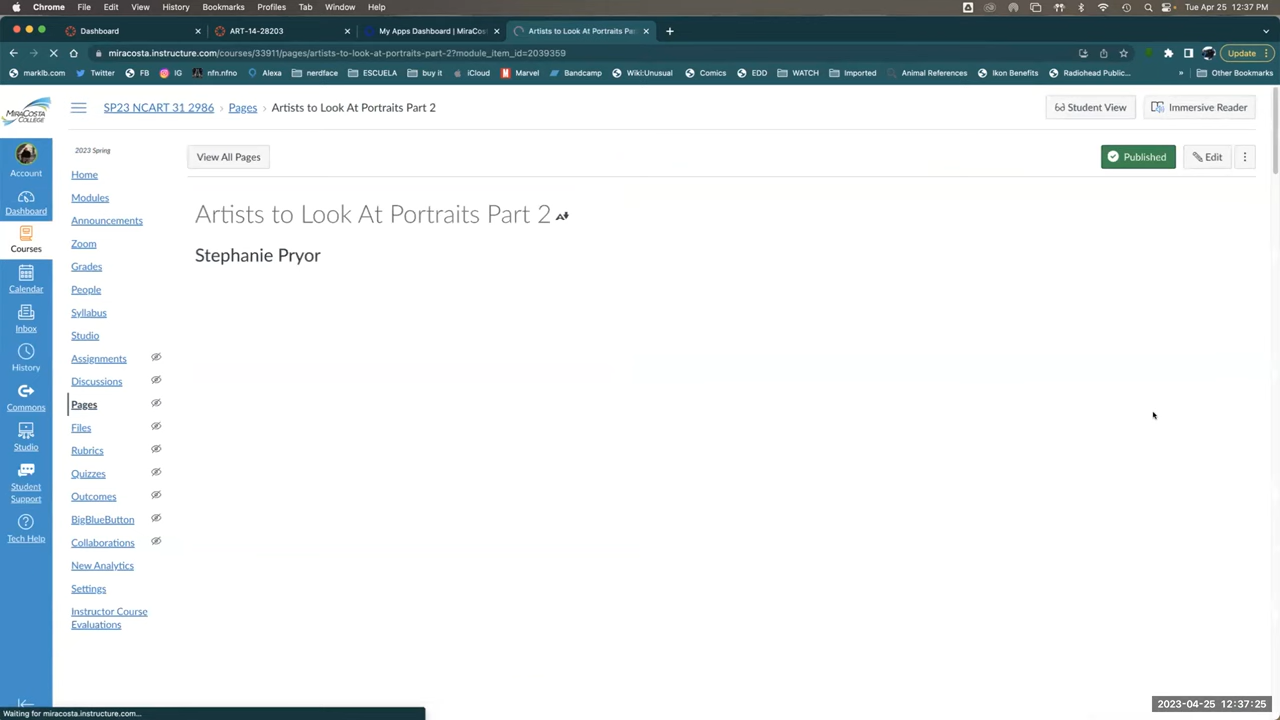 Chrome File Edit View History Bookmarks Profiles Tab Window Help
Tue Apr 25 12:37 PM
Dashboard × ART-14-28203 × My Apps Dashboard | MiraCos × Artists to Look At Portraits Pa ×
miracosta.instructure.com/courses/33911/pages/artists-to-look-at-portraits-part-2?module_item_id=2039359
Update
marklb.com Twitter FB IG nfn.nfno Alexa nerdface ESCUELA buy it iCloud Marvel Bandcamp Wiki:Unusual Comics EDD WATCH Imported Animal References Ikon Benefits Radiohead Public... » Other Bookmarks
MIRACOSTA COLLEGE
SP23 NCART 31 2986 > Pages > Artists to Look At Portraits Part 2
Student View
Immersive Reader
Account
Dashboard
Courses
Calendar
Inbox
History
Commons
Studio
Student Support
Tech Help
2023 Spring
Home
Modules
Announcements
Zoom
Grades
People
Syllabus
Studio
Assignments
Discussions
Pages
Files
Rubrics
Quizzes
Outcomes
BigBlueButton
Collaborations
New Analytics
Settings
Instructor Course
Evaluations
View All Pages
Published
Edit
Artists to Look At Portraits Part 2
Stephanie Pryor
Waiting for miracosta.instructure.com...
2023-04-25 12:37:25